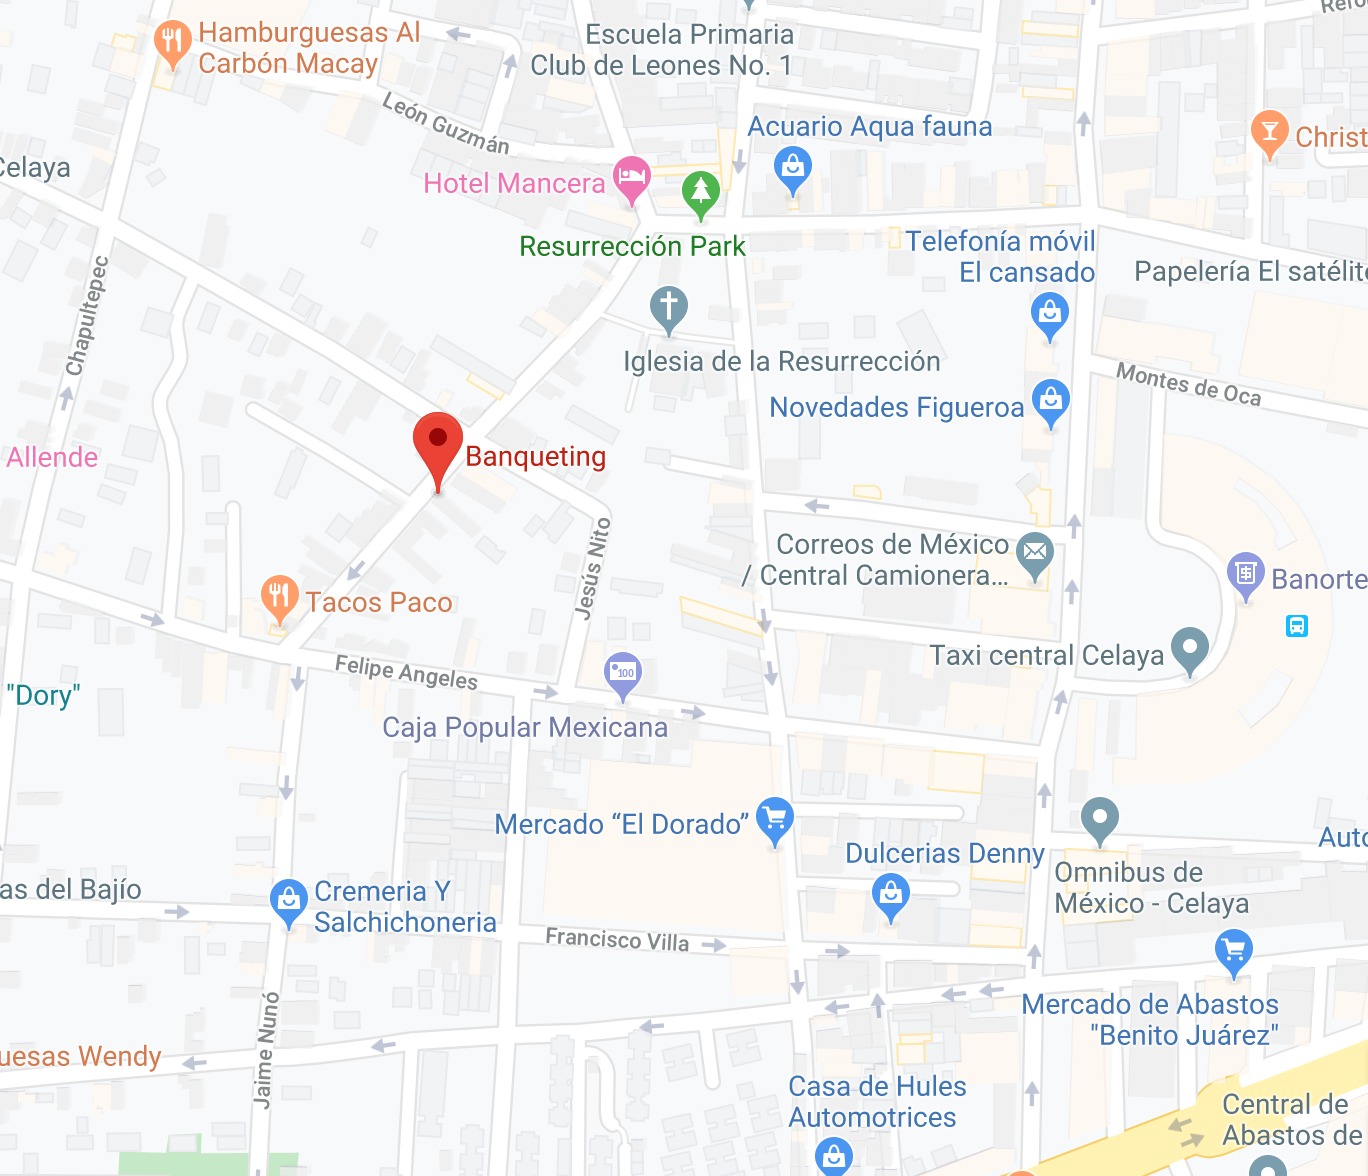 Refo
Hamburguesas Al
Carbón Macay
Escuela Primaria
Club de Leones No. 1
León Guzmán
Acuario Aqua fauna
Christ
Celaya
Hotel Mancera
Resurrección Park
Telefonía móvil
El cansado
Papelería El satélite
Chapultepec
Iglesia de la Resurrección
Montes de Oca
Novedades Figueroa
Allende
Banqueting
Jesús Nito
Correos de México
/ Central Camionera...
Banorte
Tacos Paco
Taxi central Celaya
Felipe Angeles
"Dory"
100
Caja Popular Mexicana
Mercado “El Dorado”
Auto
Dulcerias Denny
Omnibus de
México - Celaya
as del Bajío
Cremeria Y
Salchichoneria
Francisco Villa
Mercado de Abastos
"Benito Juárez"
Jaime Nunó
uesas Wendy
Casa de Hules
Automotrices
Central de
Abastos de